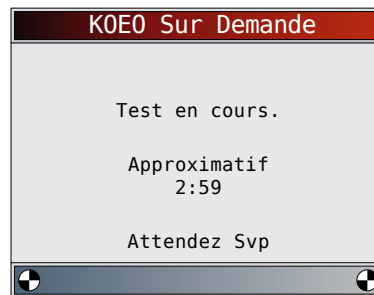 KOEO Sur Demande
Test en cours.
Approximatif
2:59
Attendez Svp